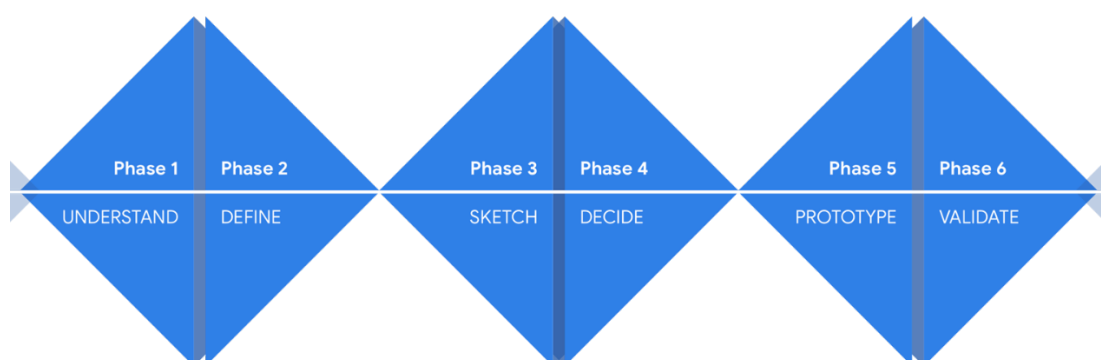 Phase 1
Phase 2
Phase 3
Phase 4
Phase 5
Phase 6
UNDERSTAND
DEFINE
SKETCH
DECIDE
PROTOTYPE
VALIDATE